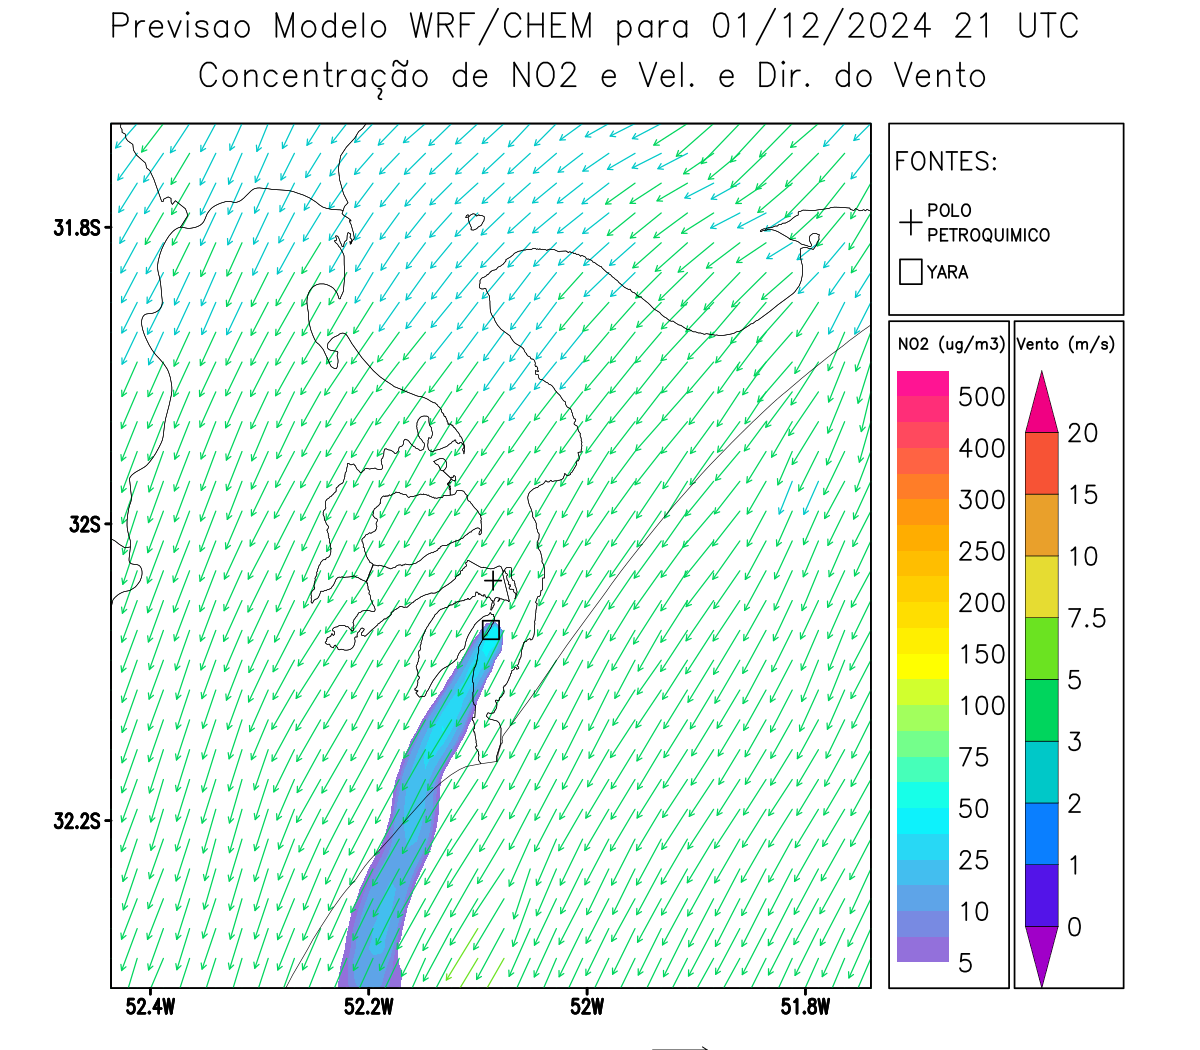 Previsao Modelo WRF/CHEM para 01/12/2024 21 UTC
Concentração de NO2 e Vel. e Dir. do Vento
FONTES:
POLO
PETROQUIMICO
YARA
31.8S
32S
32.2S
52.4W
52.2W
52W
51.8W
NO2 (ug/m3)
500
400
300
250
200
150
100
75
50
25
10
5
Vento (m/s)
20
15
10
7.5
5
3
2
1
0